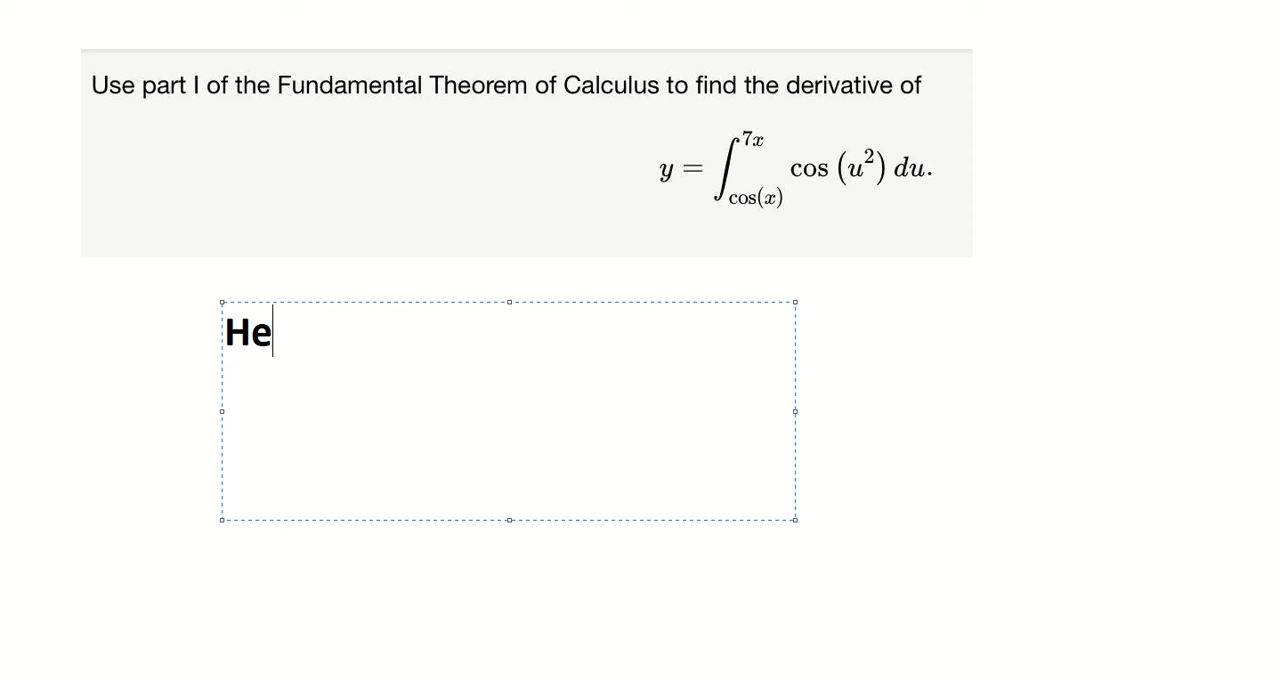 Use part I of the Fundamental Theorem of Calculus to find the derivative of
y = ∫_{cos(x)}^{7x} cos (u²) du.
He